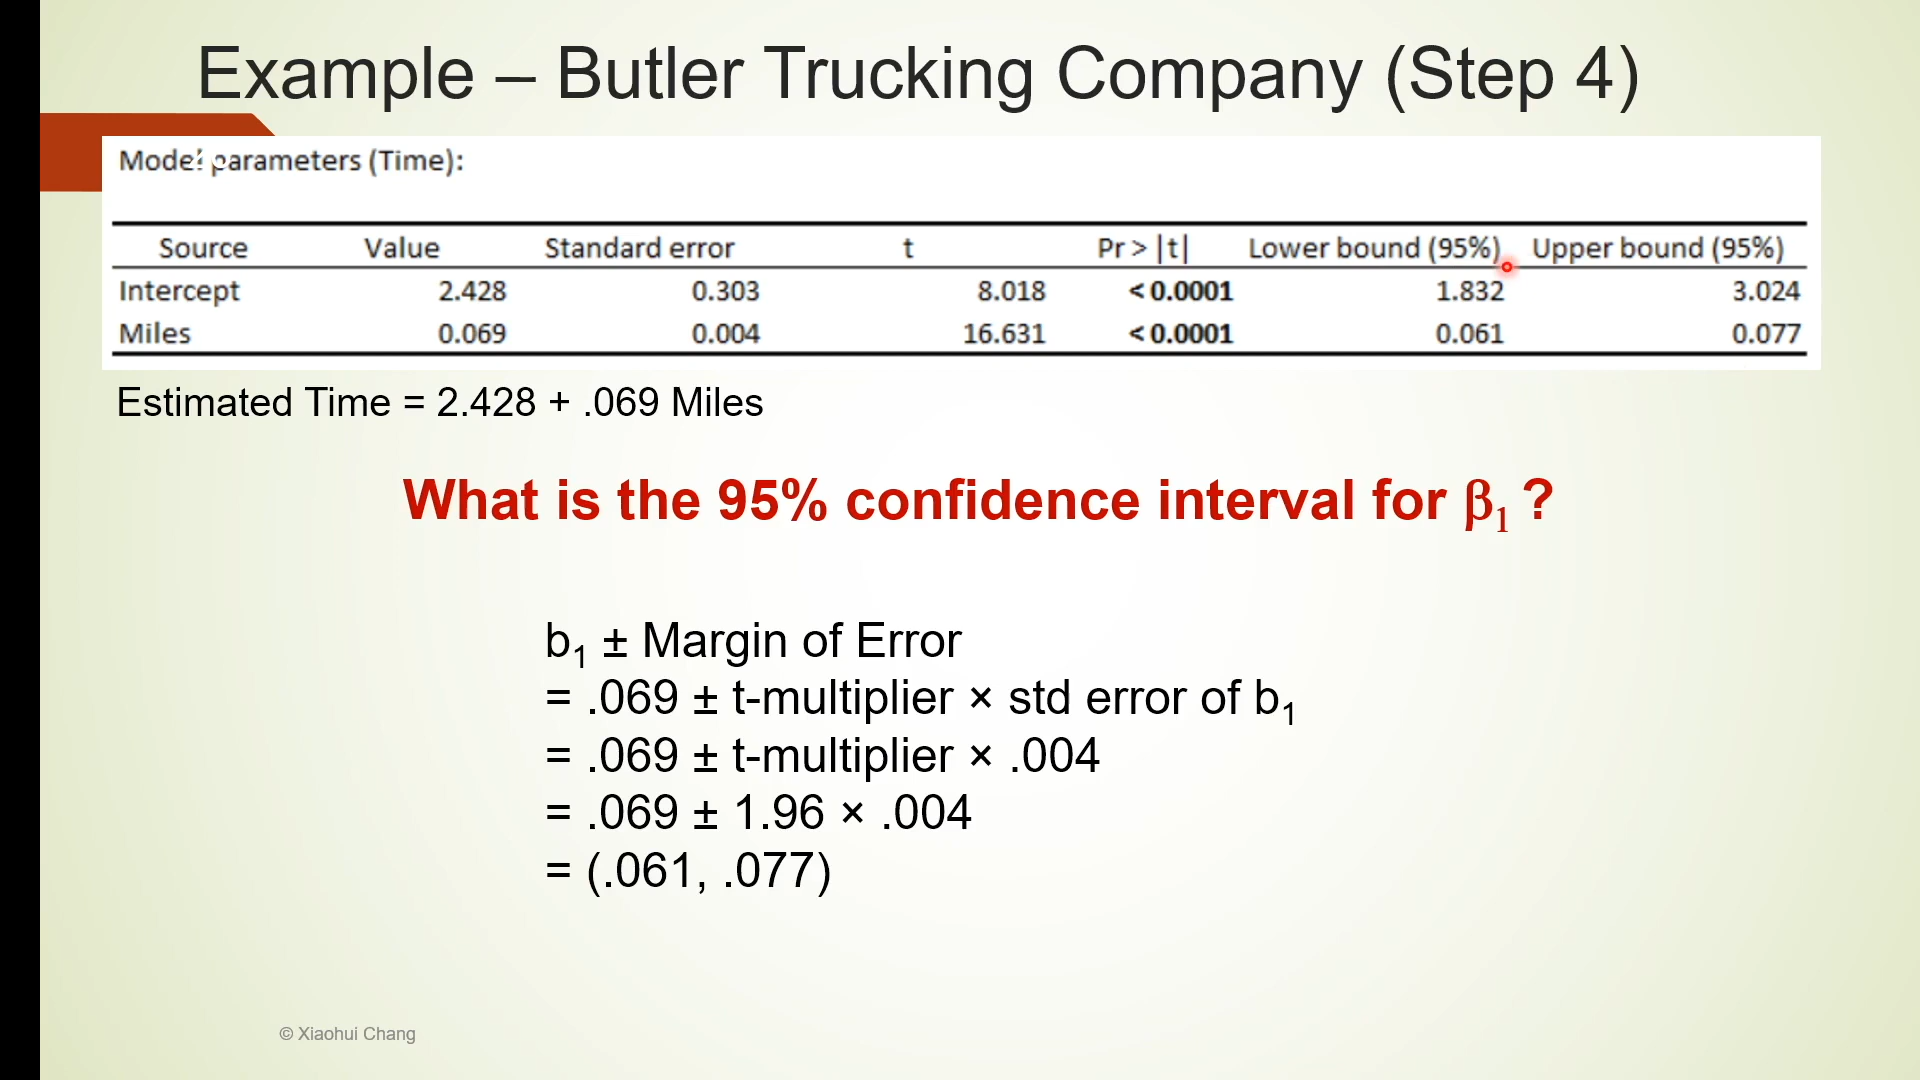 Example – Butler Trucking Company (Step 4)
Model parameters (Time):
Source Value Standard error t Pr > |t| Lower bound (95%) Upper bound (95%)
Intercept 2.428 0.303 8.018 < 0.0001 1.832 3.024
Miles 0.069 0.004 16.631 < 0.0001 0.061 0.077
Estimated Time = 2.428 + .069 Miles
What is the 95% confidence interval for β₁ ?
b₁ ± Margin of Error
= .069 ± t-multiplier × std error of b₁
= .069 ± t-multiplier × .004
= .069 ± 1.96 × .004
= (.061, .077)
© Xiaohui Chang